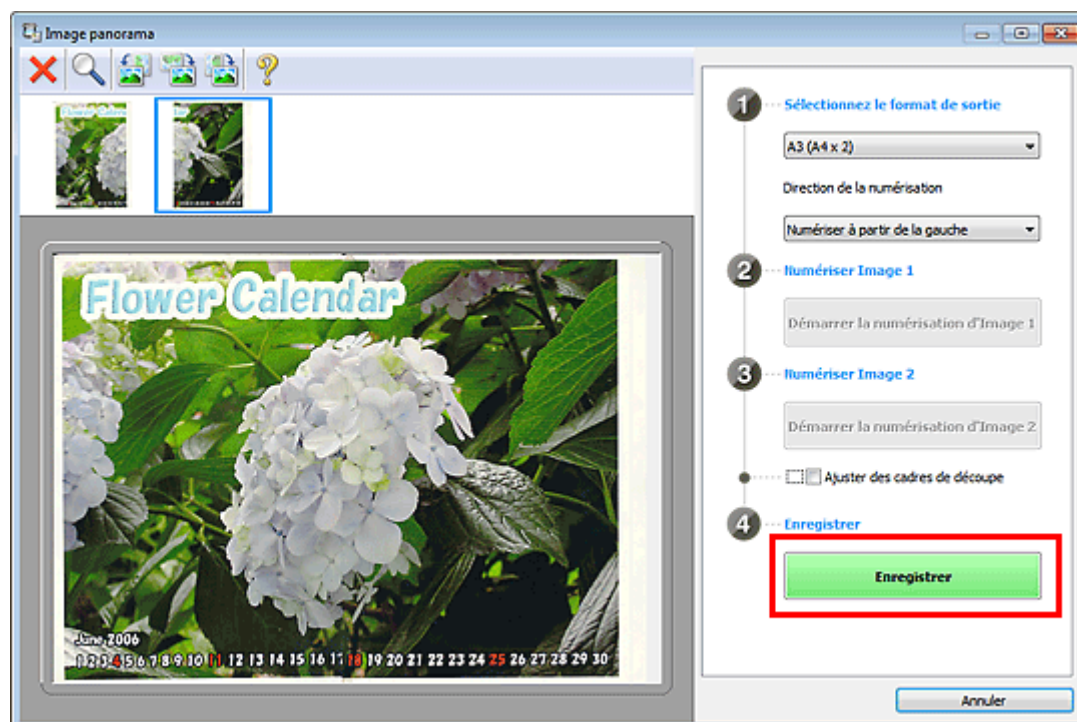 Image panorama
Flower Calendar
June 2006
1 2 3 4 5 6 7 8 9 10 11 12 13 14 15 16 17 18 19 20 21 22 23 24 25 26 27 28 29 30
1 Sélectionnez le format de sortie
A3 (A4 x 2)
Direction de la numérisation
Numériser à partir de la gauche
2 Numériser Image 1
Démarrer la numérisation d'Image 1
3 Numériser Image 2
Démarrer la numérisation d'Image 2
Ajuster des cadres de découpe
4 Enregistrer
Enregistrer
Annuler